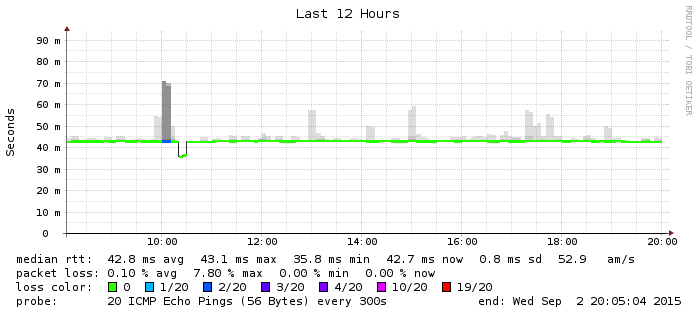 Last 12 Hours
RRDTOOL / TOBI OETIKER
Seconds
90 m
80 m
70 m
60 m
50 m
40 m
30 m
20 m
10 m
0
10:00 12:00 14:00 16:00 18:00 20:00
median rtt: 42.8 ms avg 43.1 ms max 35.8 ms min 42.7 ms now 0.8 ms sd 52.9 am/s
packet loss: 0.10 % avg 7.80 % max 0.00 % min 0.00 % now
loss color: 0 1/20 2/20 3/20 4/20 10/20 19/20
probe: 20 ICMP Echo Pings (56 Bytes) every 300s end: Wed Sep 2 20:05:04 2015